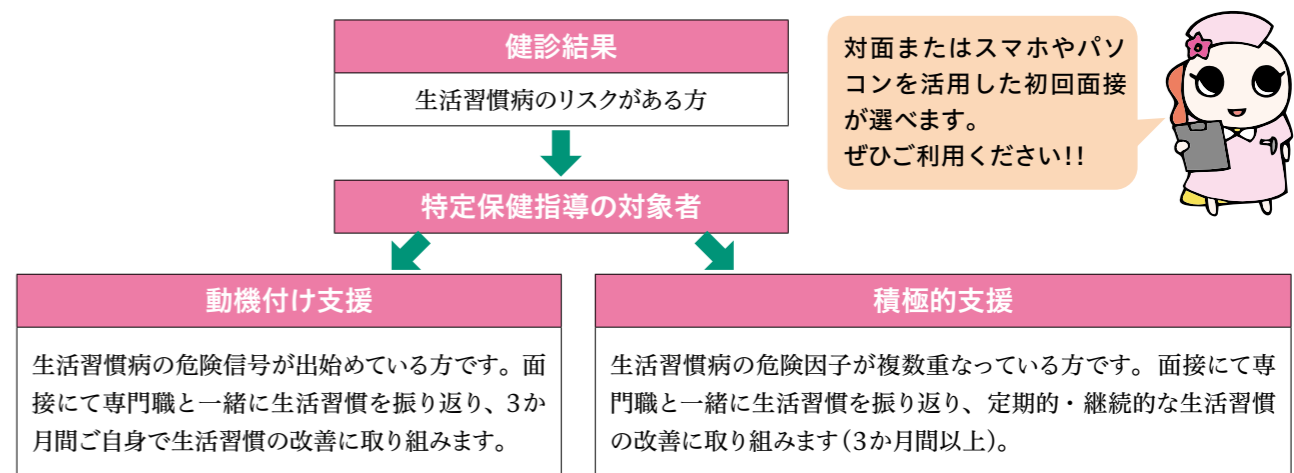 健診結果
生活習慣病のリスクがある方
対面またはスマホやパソ
コンを活用した初回面接
が選べます。
ぜひご利用ください!!
特定保健指導の対象者
動機付け支援
生活習慣病の危険信号が出始めている方です。面
接にて専門職と一緒に生活習慣を振り返り、3か
月間ご自身で生活習慣の改善に取り組みます。
積極的支援
生活習慣病の危険因子が複数重なっている方です。面接にて専
門職と一緒に生活習慣を振り返り、定期的・継続的な生活習慣
の改善に取り組みます(3か月間以上)。